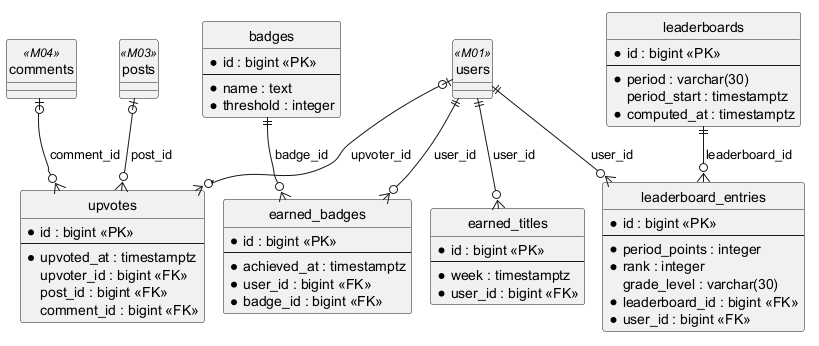 «M04»
comments
«M03»
posts
badges
* id : bigint «PK»
* name : text
* threshold : integer
«M01»
users
leaderboards
* id : bigint «PK»
* period : varchar(30)
period_start : timestamptz
* computed_at : timestamptz
comment_id
post_id
badge_id
upvoter_id
user_id
user_id
user_id
leaderboard_id
upvotes
* id : bigint «PK»
* upvoted_at : timestamptz
upvoter_id : bigint «FK»
post_id : bigint «FK»
comment_id : bigint «FK»
earned_badges
* id : bigint «PK»
* achieved_at : timestamptz
* user_id : bigint «FK»
* badge_id : bigint «FK»
earned_titles
* id : bigint «PK»
* week : timestamptz
* user_id : bigint «FK»
leaderboard_entries
* id : bigint «PK»
* period_points : integer
* rank : integer
grade_level : varchar(30)
* leaderboard_id : bigint «FK»
* user_id : bigint «FK»